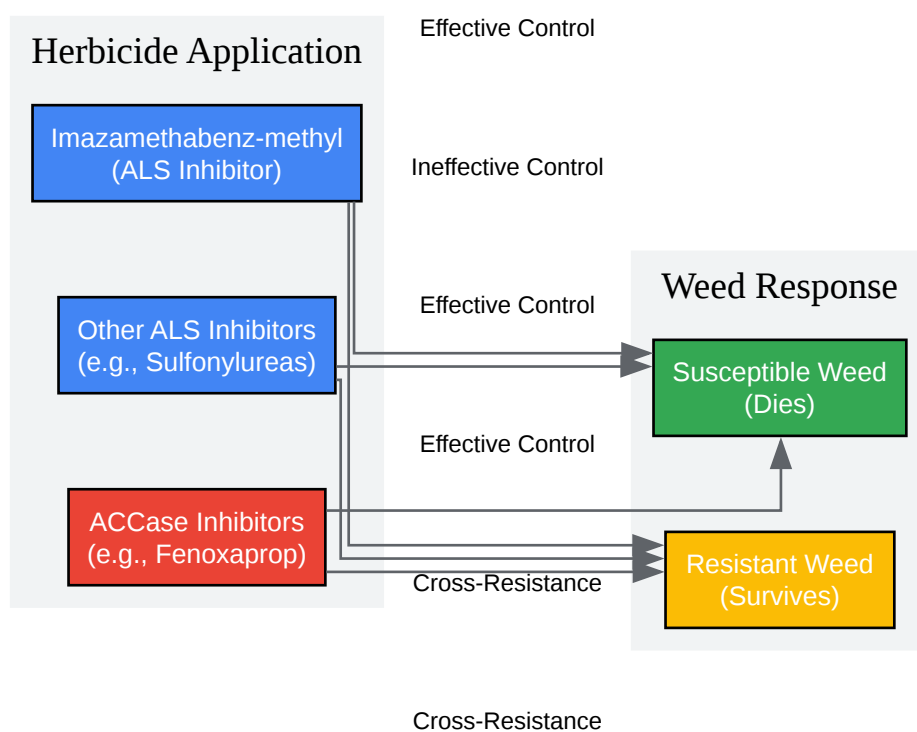 Effective Control
Herbicide Application
Imazamethabenz-methyl
(ALS Inhibitor)
Ineffective Control
Weed Response
Other ALS Inhibitors
(e.g., Sulfonylureas)
Effective Control
Susceptible Weed
(Dies)
Effective Control
ACCase Inhibitors
(e.g., Fenoxaprop)
Resistant Weed
(Survives)
Cross-Resistance
Cross-Resistance